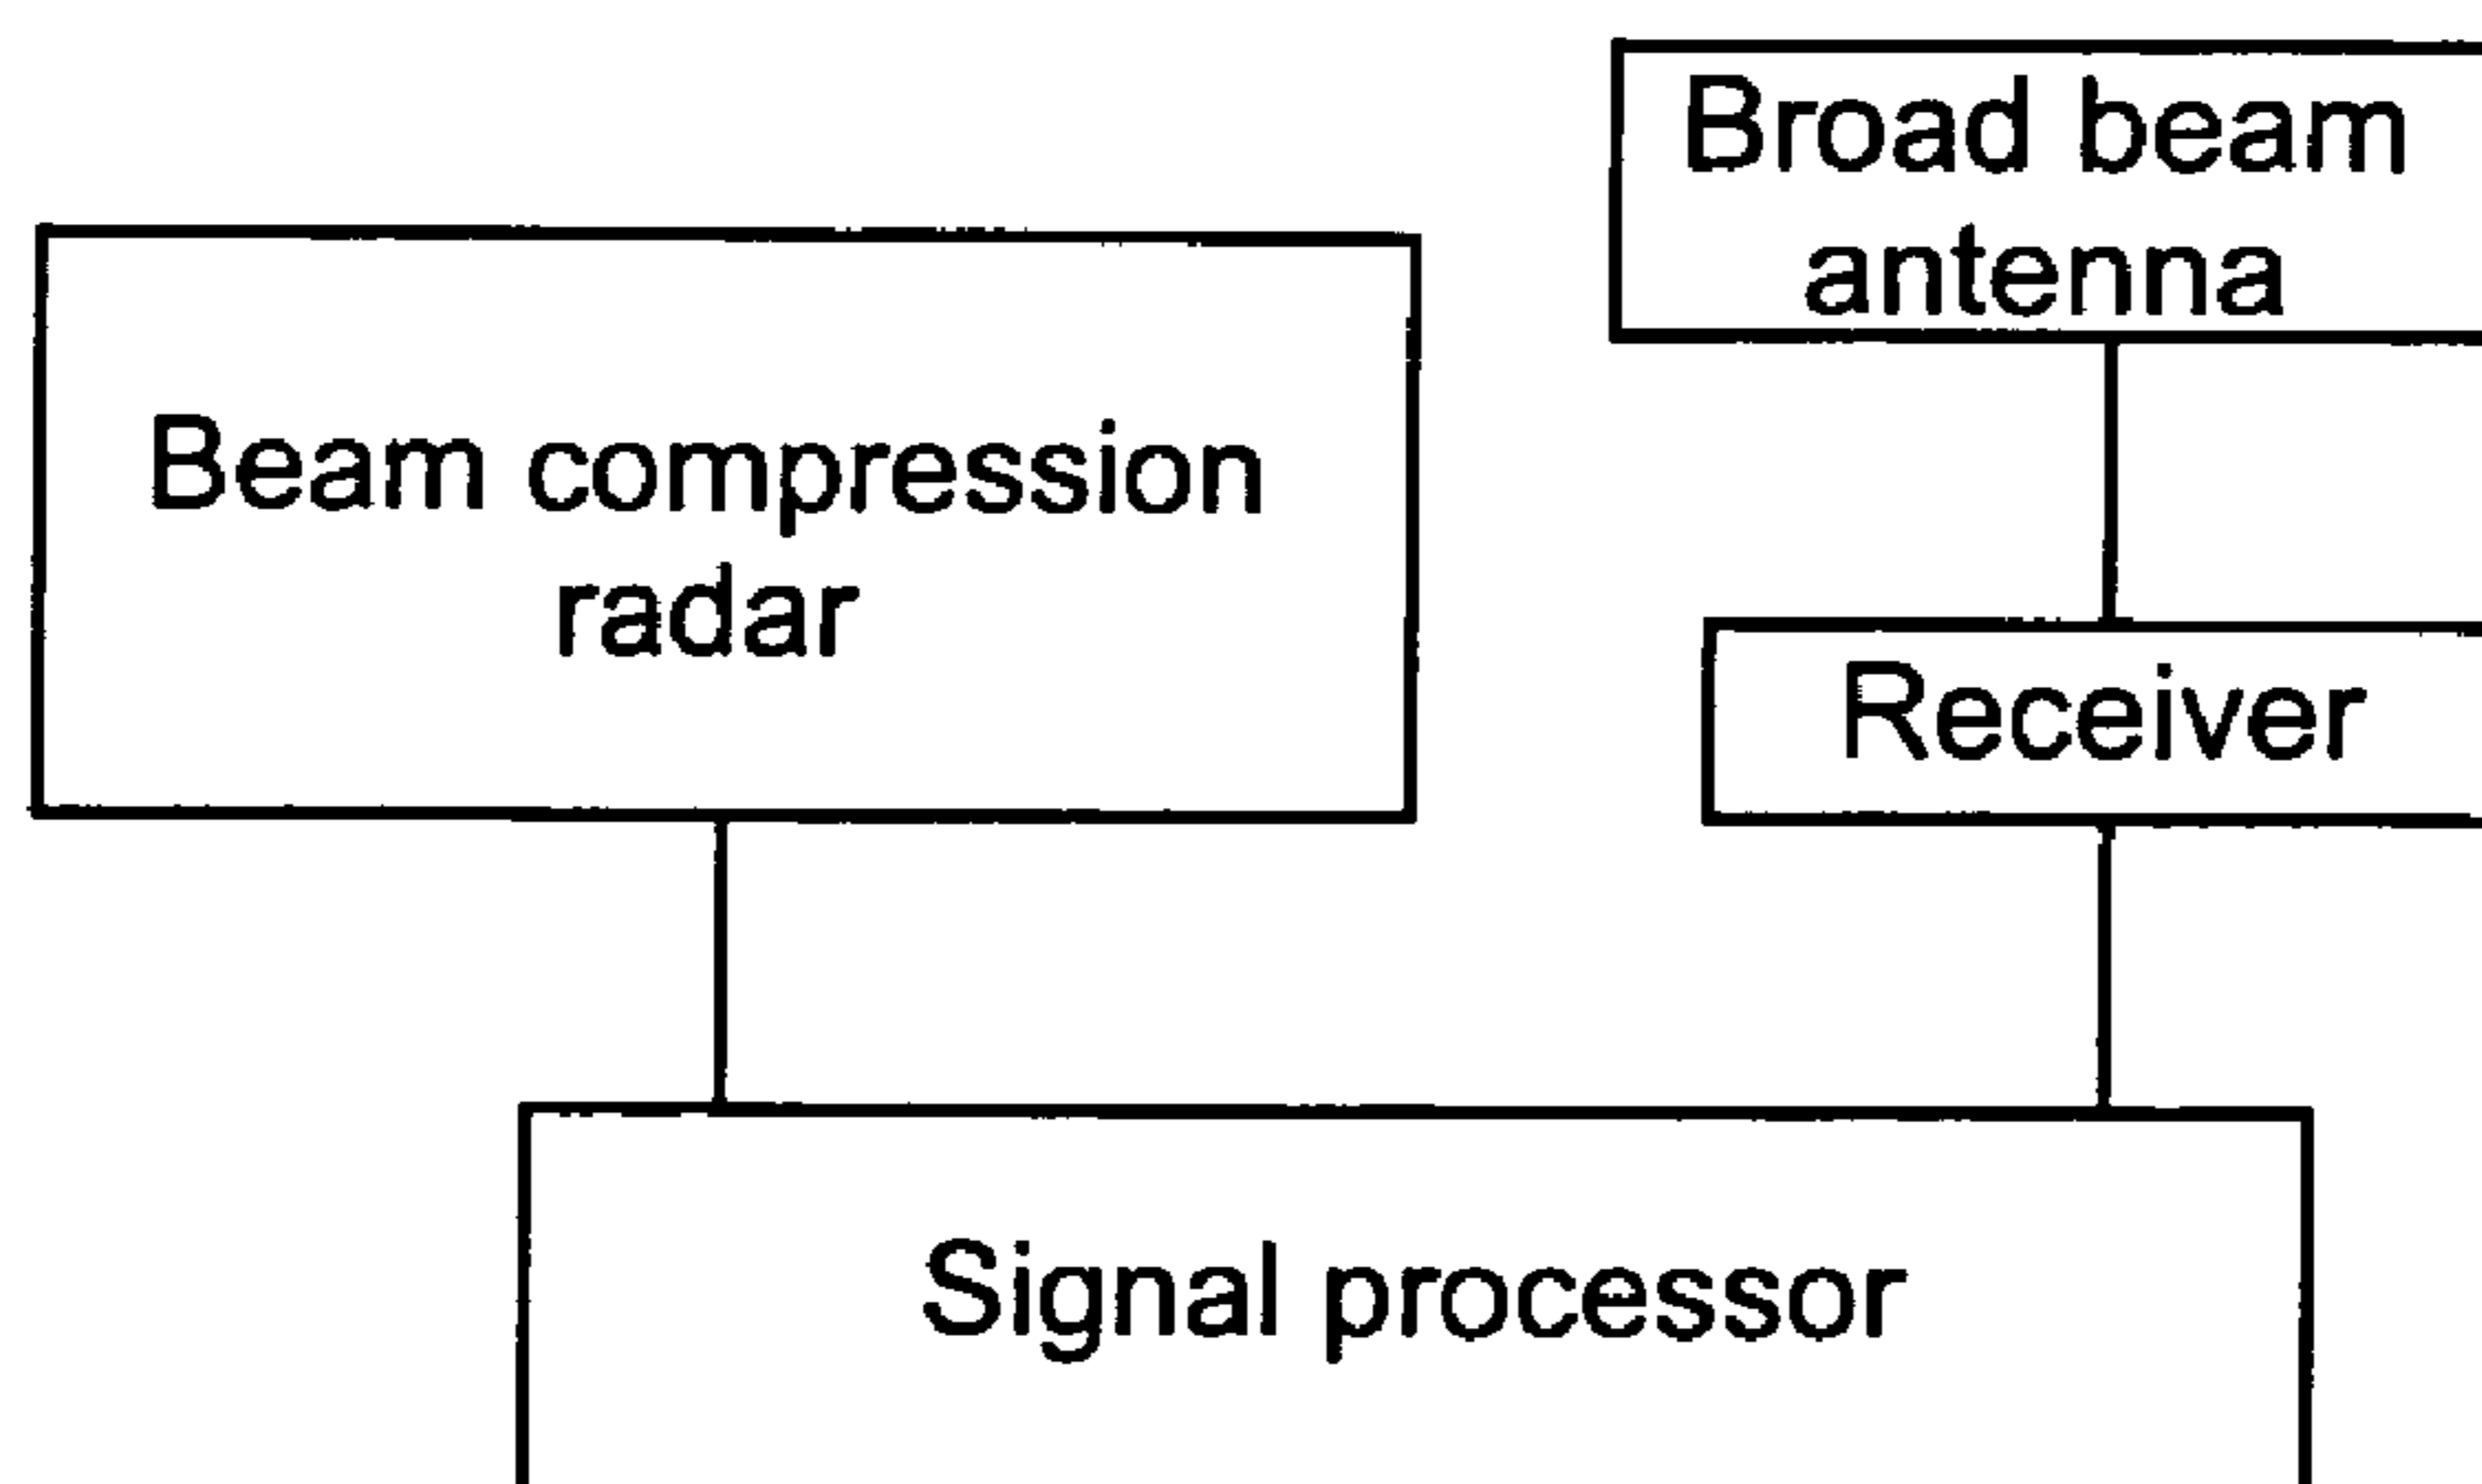 Broad beam
antenna
Beam compression
radar
Receiver
Signal processor